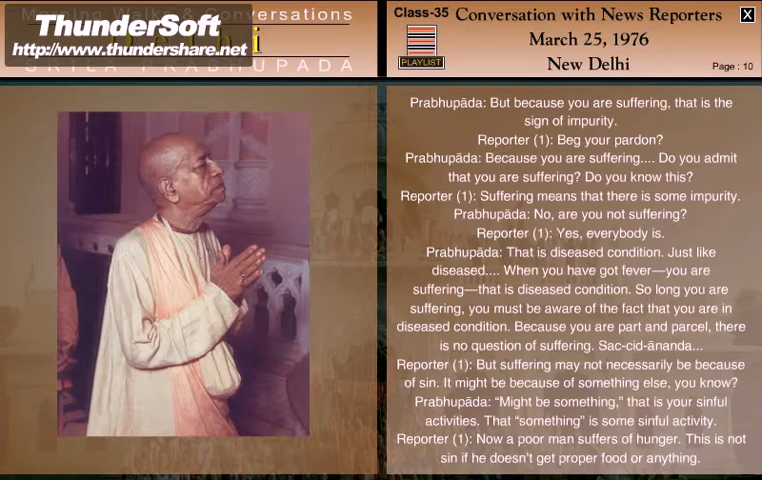 Morning Walks & Conversations
ThunderSoft
http://www.thundershare.net
SRILA PRABHUPADA
Class-35
PLAYLIST
Conversation with News Reporters
March 25, 1976
New Delhi
X
Page : 10
Prabhupāda: But because you are suffering, that is the
sign of impurity.
Reporter (1): Beg your pardon?
Prabhupāda: Because you are suffering.... Do you admit
that you are suffering? Do you know this?
Reporter (1): Suffering means that there is some impurity.
Prabhupāda: No, are you not suffering?
Reporter (1): Yes, everybody is.
Prabhupāda: That is diseased condition. Just like
diseased.... When you have got fever—you are
suffering—that is diseased condition. So long you are
suffering, you must be aware of the fact that you are in
diseased condition. Because you are part and parcel, there
is no question of suffering. Sac-cid-ānanda...
Reporter (1): But suffering may not necessarily be because
of sin. It might be because of something else, you know?
Prabhupāda: “Might be something,” that is your sinful
activities. That “something” is some sinful activity.
Reporter (1): Now a poor man suffers of hunger. This is not
sin if he doesn't get proper food or anything.